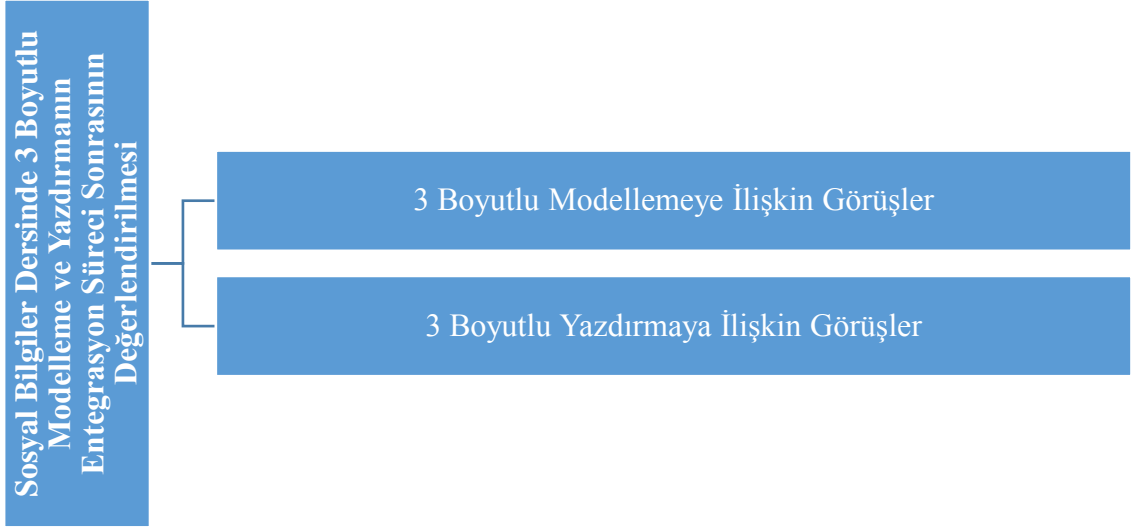 Sosyal Bilgiler Dersinde 3 Boyutlu
Modelleme ve Yazdırmanın
Entegrasyon Süreci Sonrasının
Değerlendirilmesi
3 Boyutlu Modellemeye İlişkin Görüşler
3 Boyutlu Yazdırmaya İlişkin Görüşler